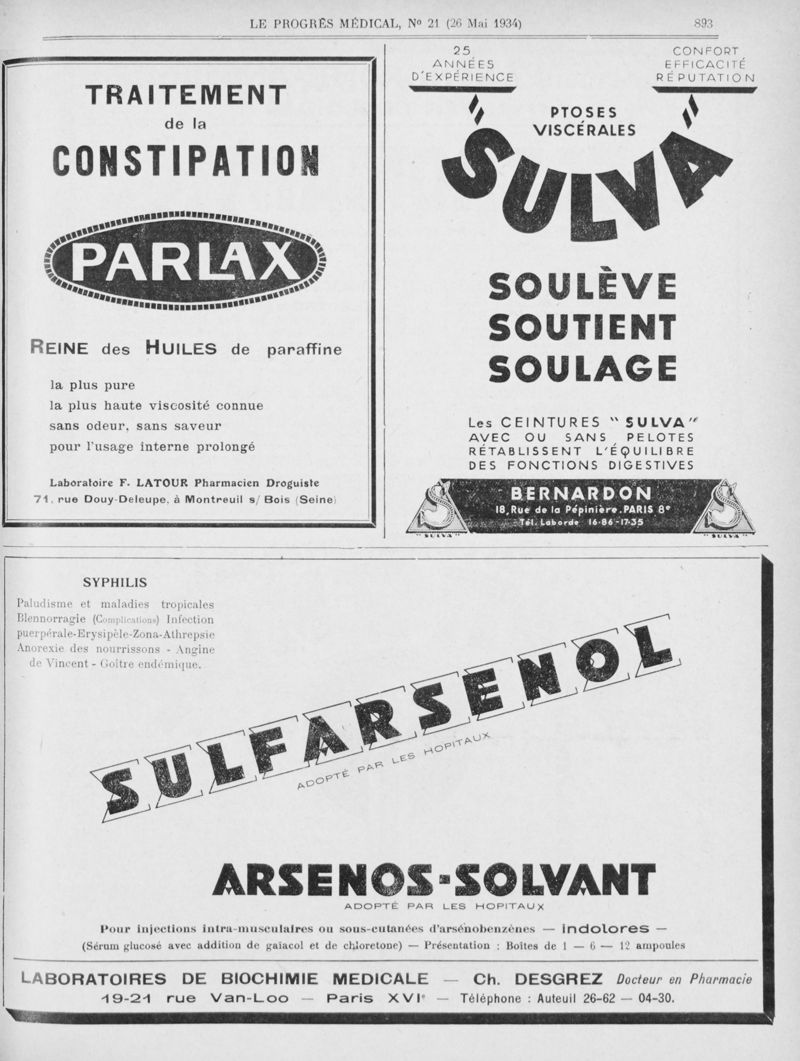 LE PROGRÈS MÉDICAL, No 21 (26 Mai 1934)
893
TRAITEMENT
de la
CONSTIPATION
PARLAX
REINE des HUILES de paraffine
la plus pure
la plus haute viscosité connue
sans odeur, sans saveur
pour l'usage interne prolongé
Laboratoire F. LATOUR Pharmacien Droguiste
71, rue Douy-Deleupe, à Montreuil s/ Bois (Seine)
25
ANNÉES
D'EXPÉRIENCE
CONFORT
EFFICACITÉ
RÉPUTATION
PTOSES
VISCÉRALES
"SULVA"
SOULÈVE
SOUTIENT
SOULAGE
Les CEINTURES "SULVA"
AVEC OU SANS PELOTES
RÉTABLISSENT L'ÉQUILIBRE
DES FONCTIONS DIGESTIVES
BERNARDON
18, Rue de la Pépinière. PARIS 8e
Tél. Laborde 16-86 - 17-35
S
"SULVA"
S
"SULVA"
SYPHILIS
Paludisme et maladies tropicales
Blennorragie (Complications) Infection
puerpérale-Erysipèle-Zona-Athrepsie
Anorexie des nourrissons - Angine
de Vincent - Goitre endémique.
SULFARSENOL
ADOPTÉ PAR LES HOPITAUX
ARSENOS-SOLVANT
ADOPTÉ PAR LES HOPITAUX
Pour injections intra-musculaires ou sous-cutanées d'arsénobenzènes — indolores —
(Sérum glucosé avec addition de gaïacol et de chloretone) — Présentation : Boites de 1 — 6 — 12 ampoules
LABORATOIRES DE BIOCHIMIE MEDICALE — Ch. DESGREZ Docteur en Pharmacie
19-21 rue Van-Loo — Paris XVIe — Téléphone : Auteuil 26-62 — 04-30.